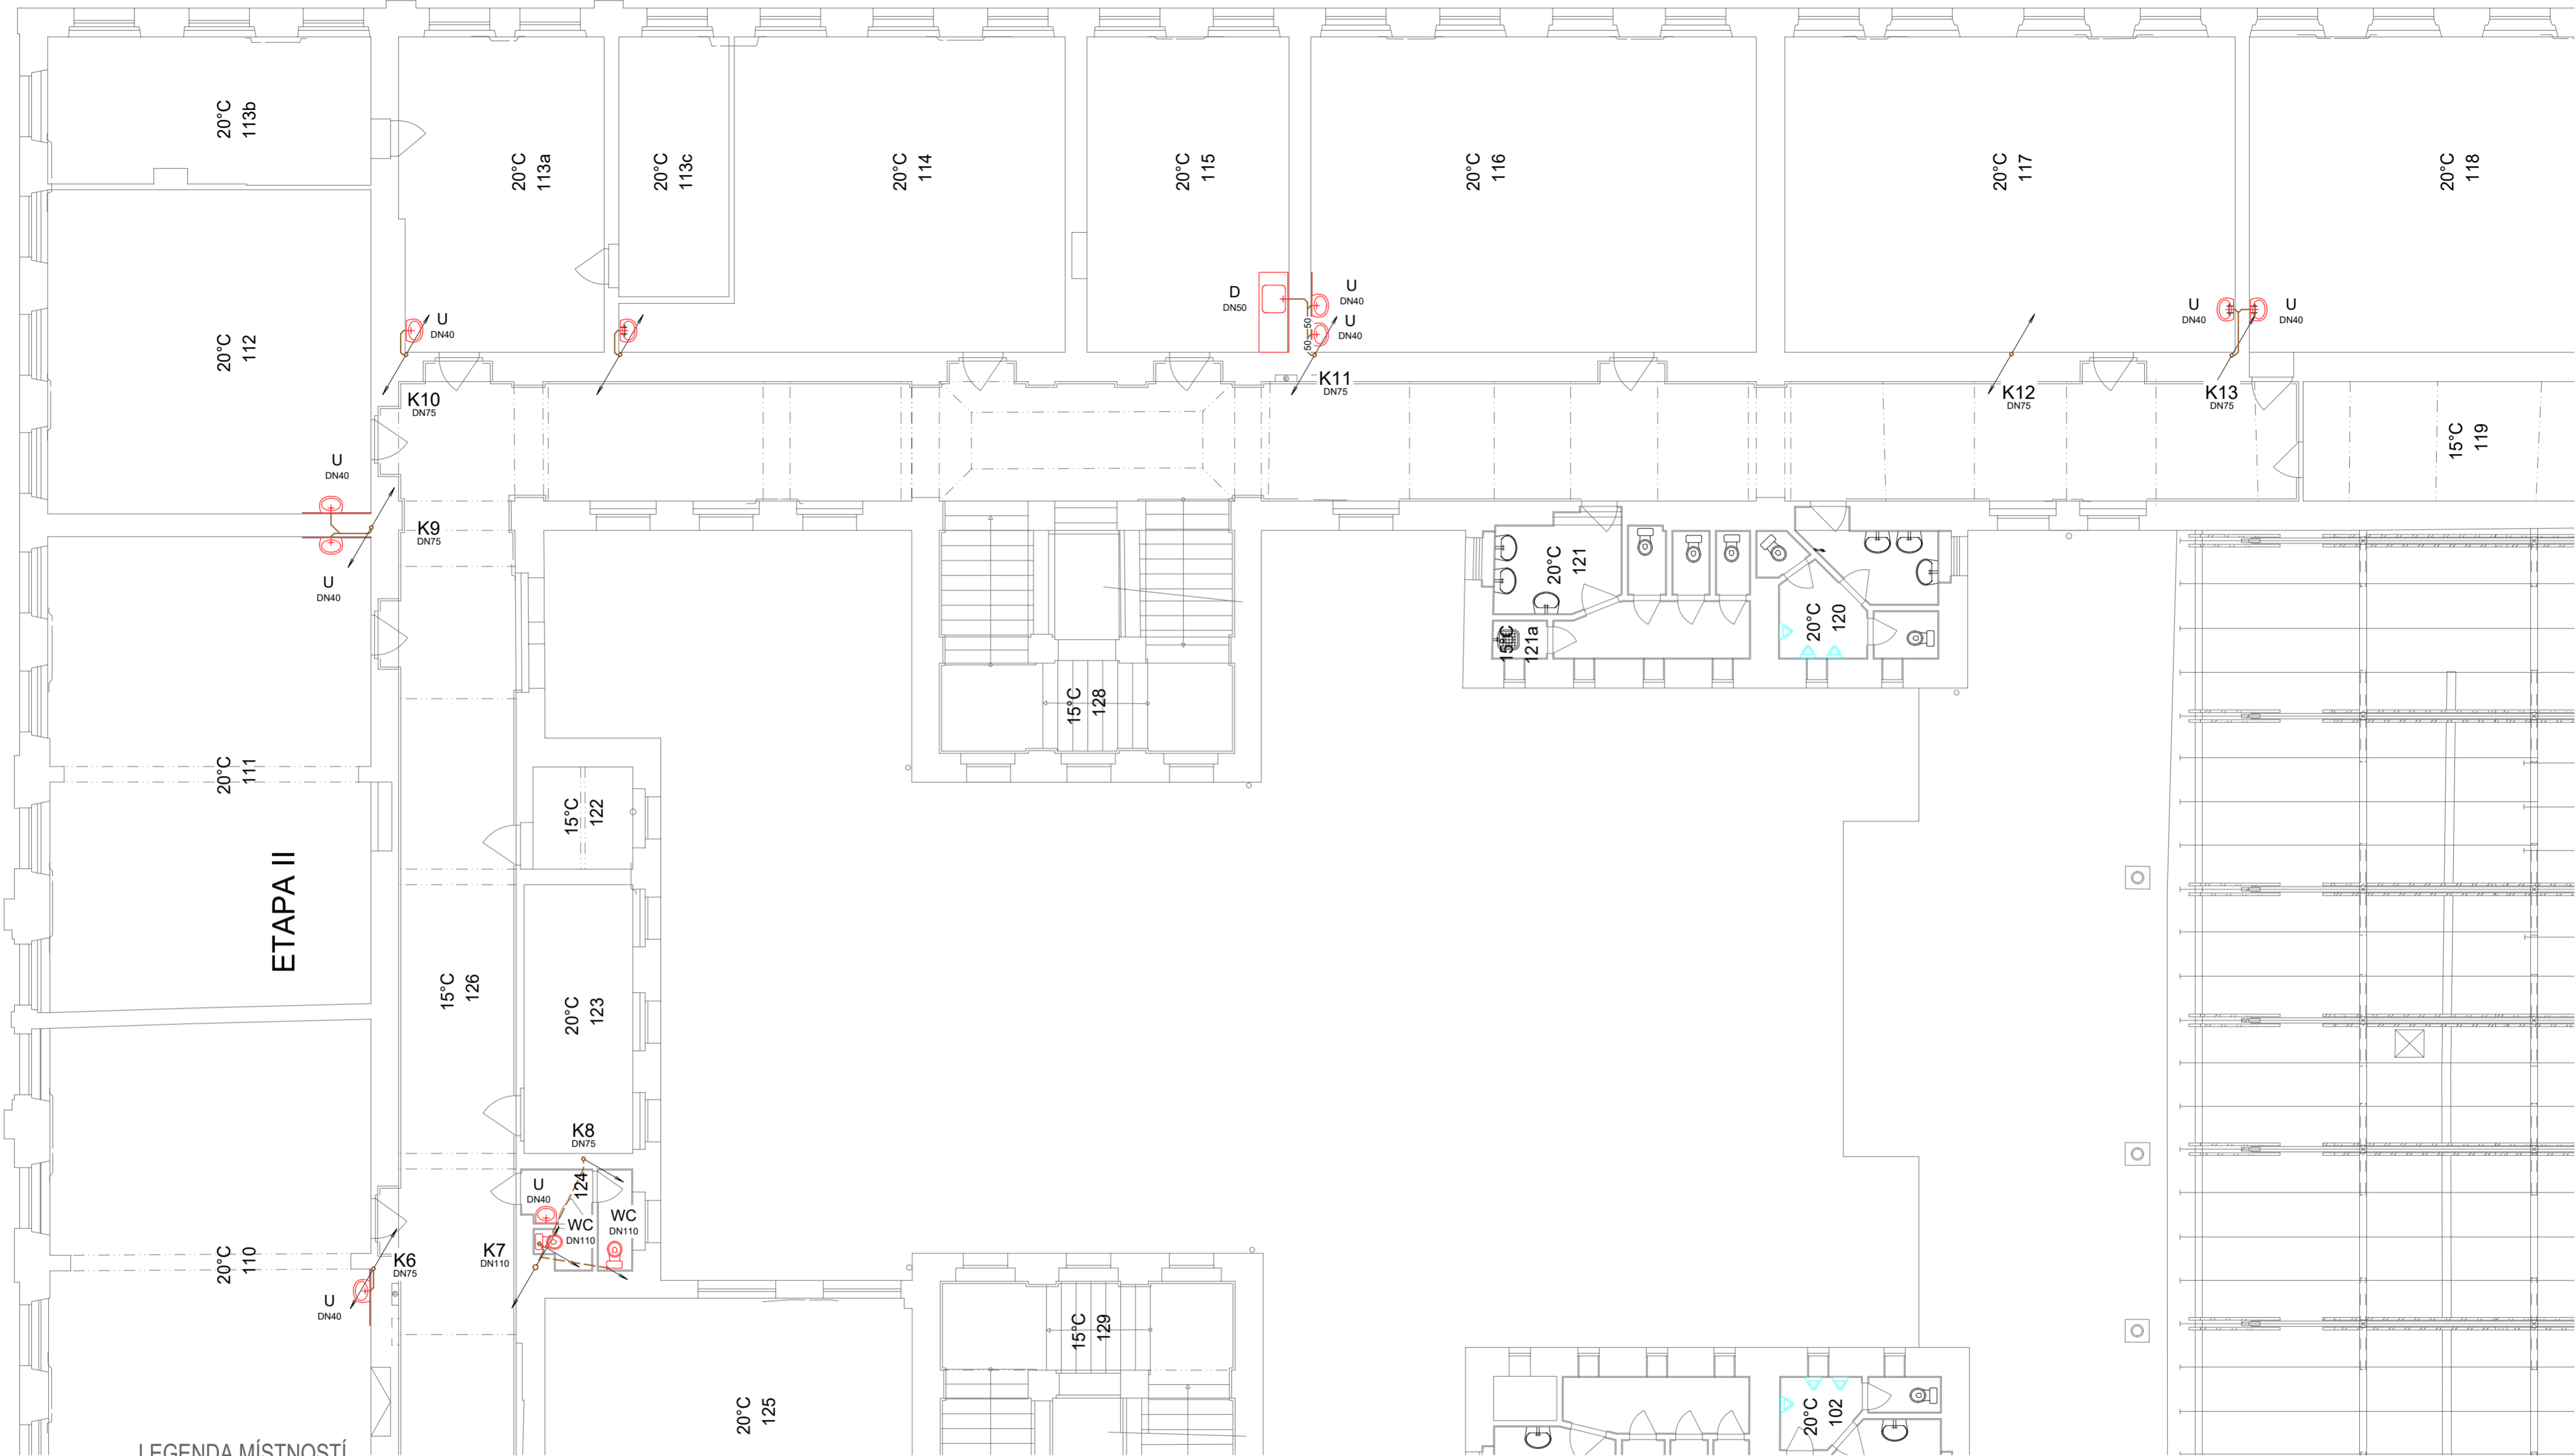 20°C
113b
20°C
113a
20°C
113c
20°C
114
20°C
115
20°C
116
20°C
117
20°C
118
20°C
112
U
DN40
D
DN50
U
DN40
U
DN40
50
50
U
DN40
U
DN40
K10
DN75
K11
DN75
K12
DN75
K13
DN75
15°C
119
U
DN40
K9
DN75
U
DN40
20°C
121
15°C
121a
20°C
120
15°C
128
20°C
111
15°C
122
ETAPA II
15°C
126
20°C
123
K8
DN75
124
U
DN40
WC
DN110
WC
DN110
K7
DN110
20°C
110
K6
DN75
U
DN40
15°C
129
20°C
125
20°C
102
LEGENDA MÍSTNOSTÍ